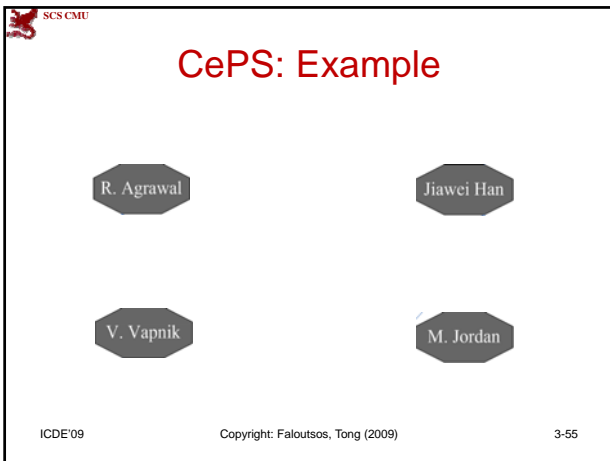 SCS CMU
CePS: Example
R. Agrawal
Jiawei Han
V. Vapnik
M. Jordan
ICDE'09 Copyright: Faloutsos, Tong (2009) 3-55